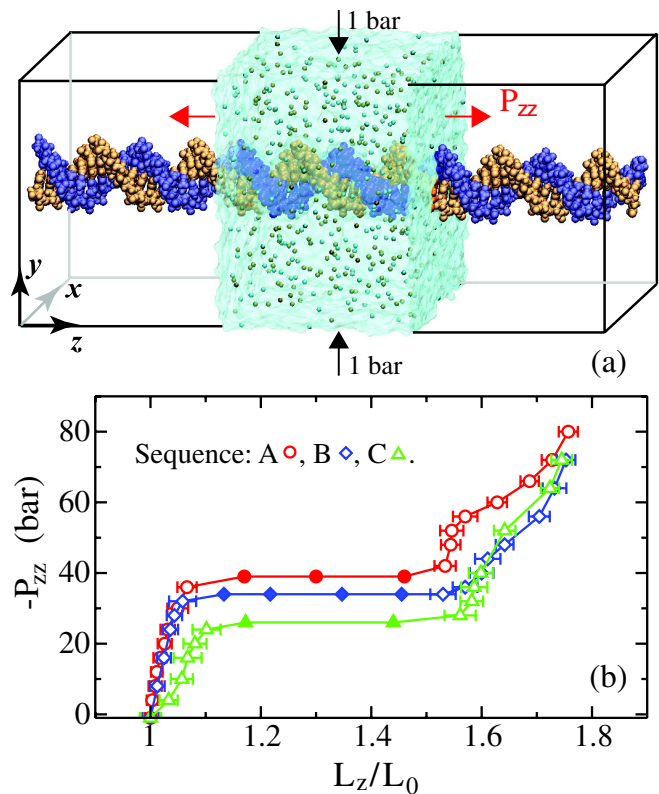 1 bar
P_zz
y
x
z
1 bar
(a)
80
60
40
20
0
-P_zz (bar)
Sequence: A, B, C.
(b)
1 1.2 1.4 1.6 1.8
L_z/L_0